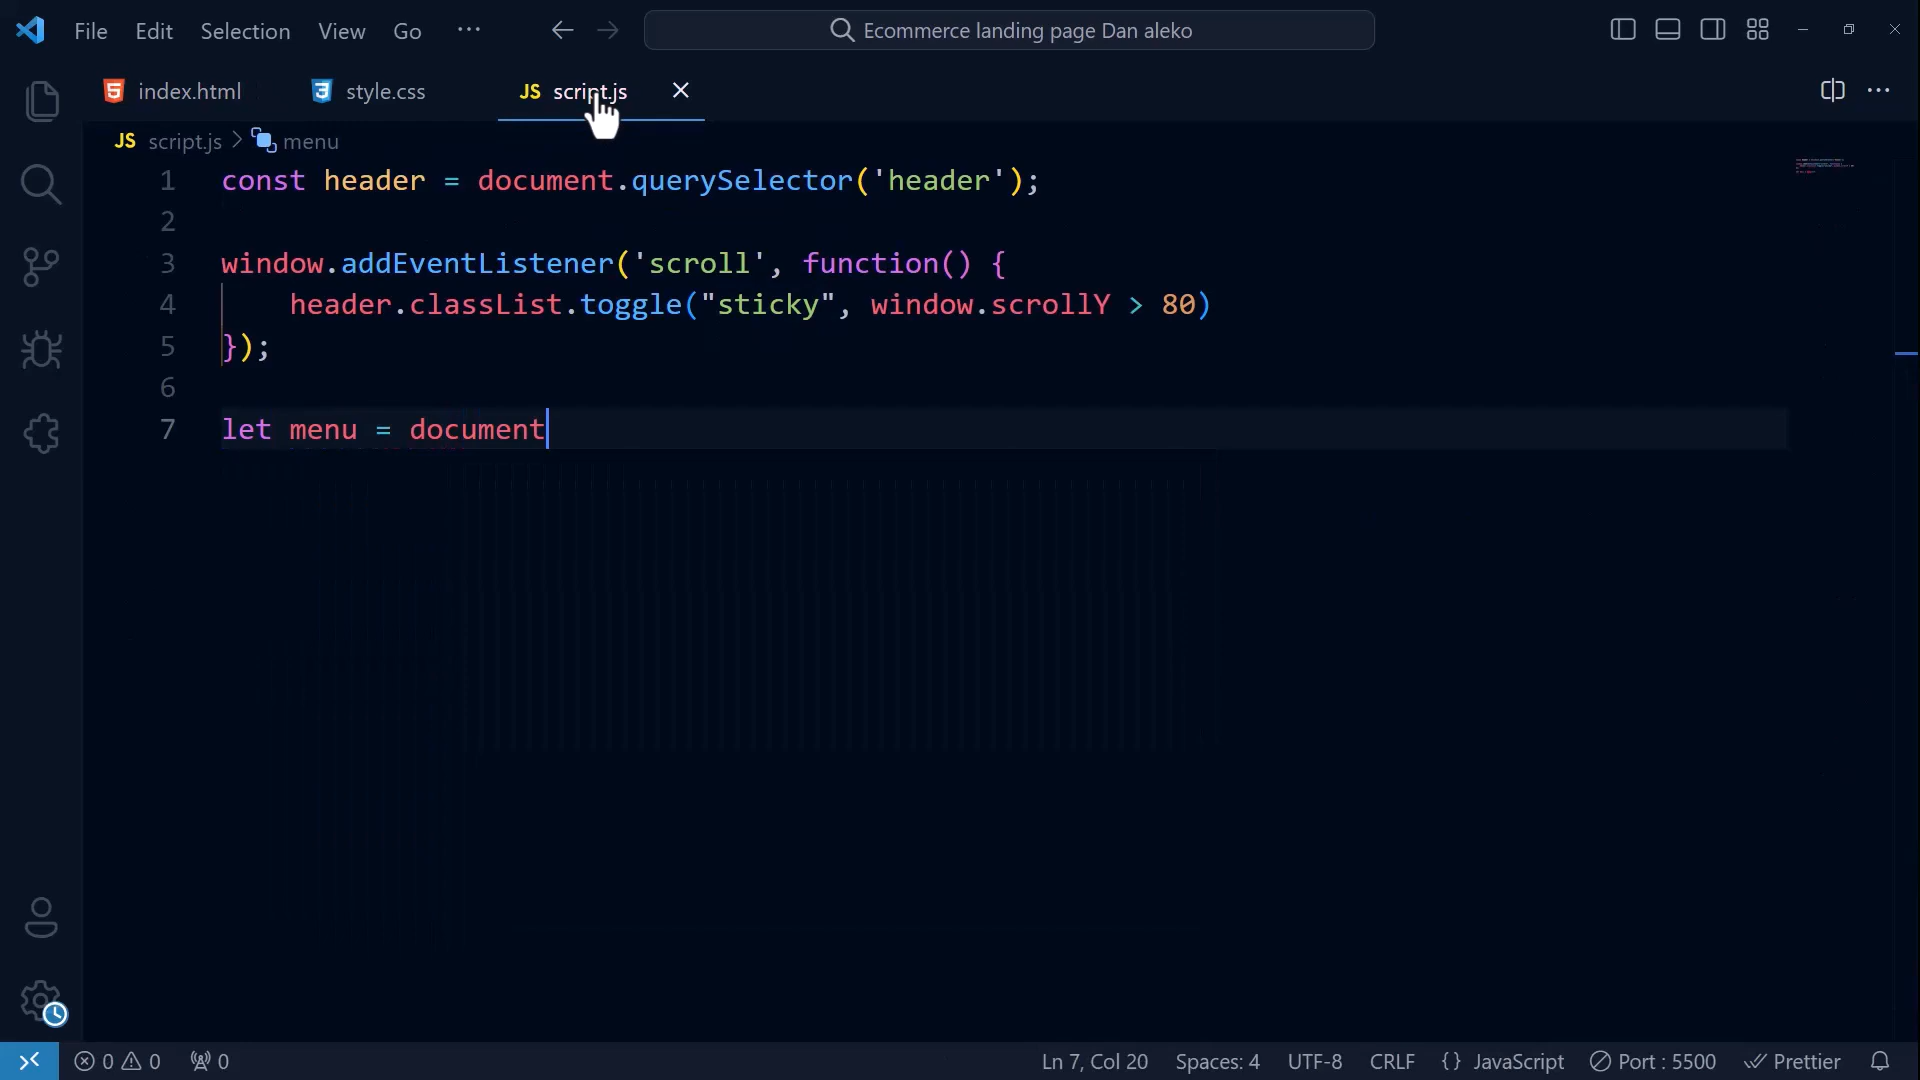 File Edit Selection View Go ··· Ecommerce landing page Dan aleko
index.html style.css JS script.js
JS script.js > menu
1 const header = document.querySelector('header');
2
3 window.addEventListener('scroll', function() {
4 header.classList.toggle("sticky", window.scrollY > 80)
5 });
6
7 let menu = document
0 0 0 Ln 7, Col 20 Spaces: 4 UTF-8 CRLF {} JavaScript Port : 5500 Prettier